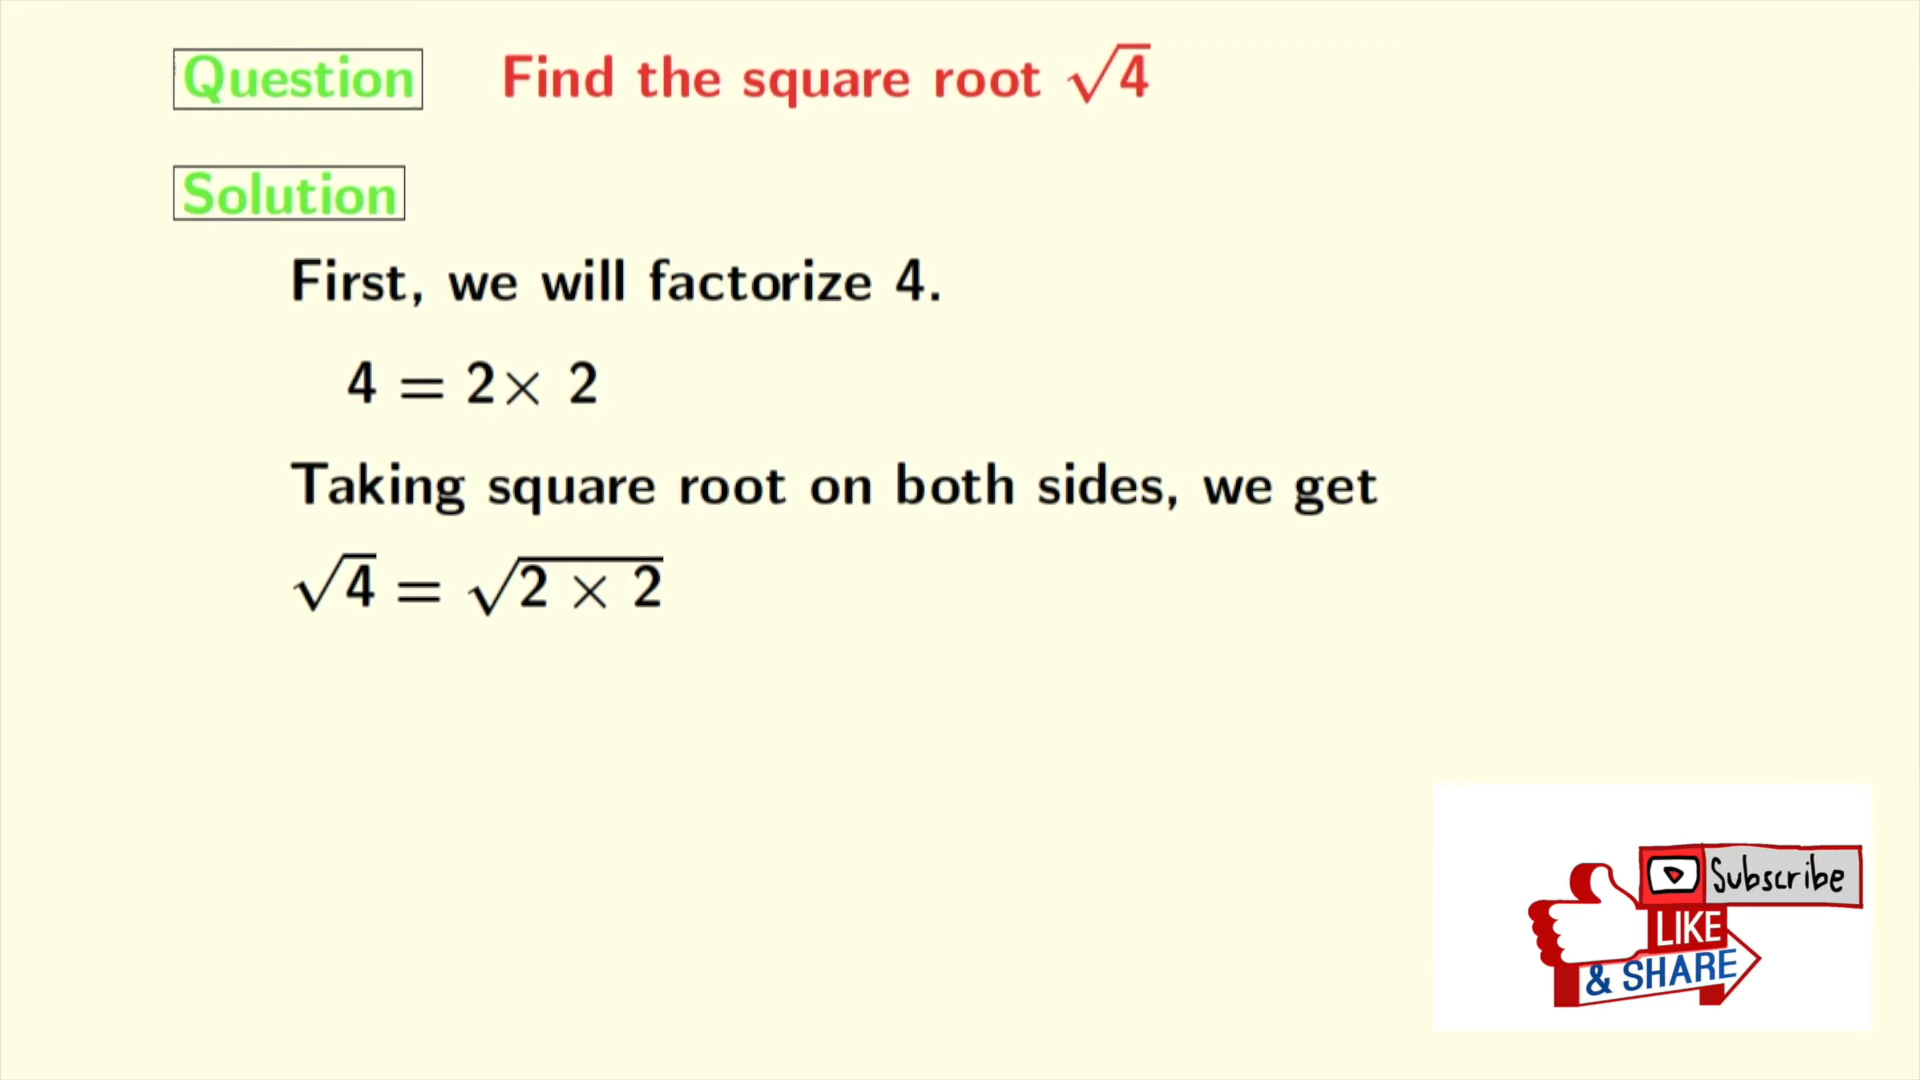 Question Find the square root √4
Solution
First, we will factorize 4.
4 = 2× 2
Taking square root on both sides, we get
√4 = √2 × 2
Subscribe
LIKE
& SHARE